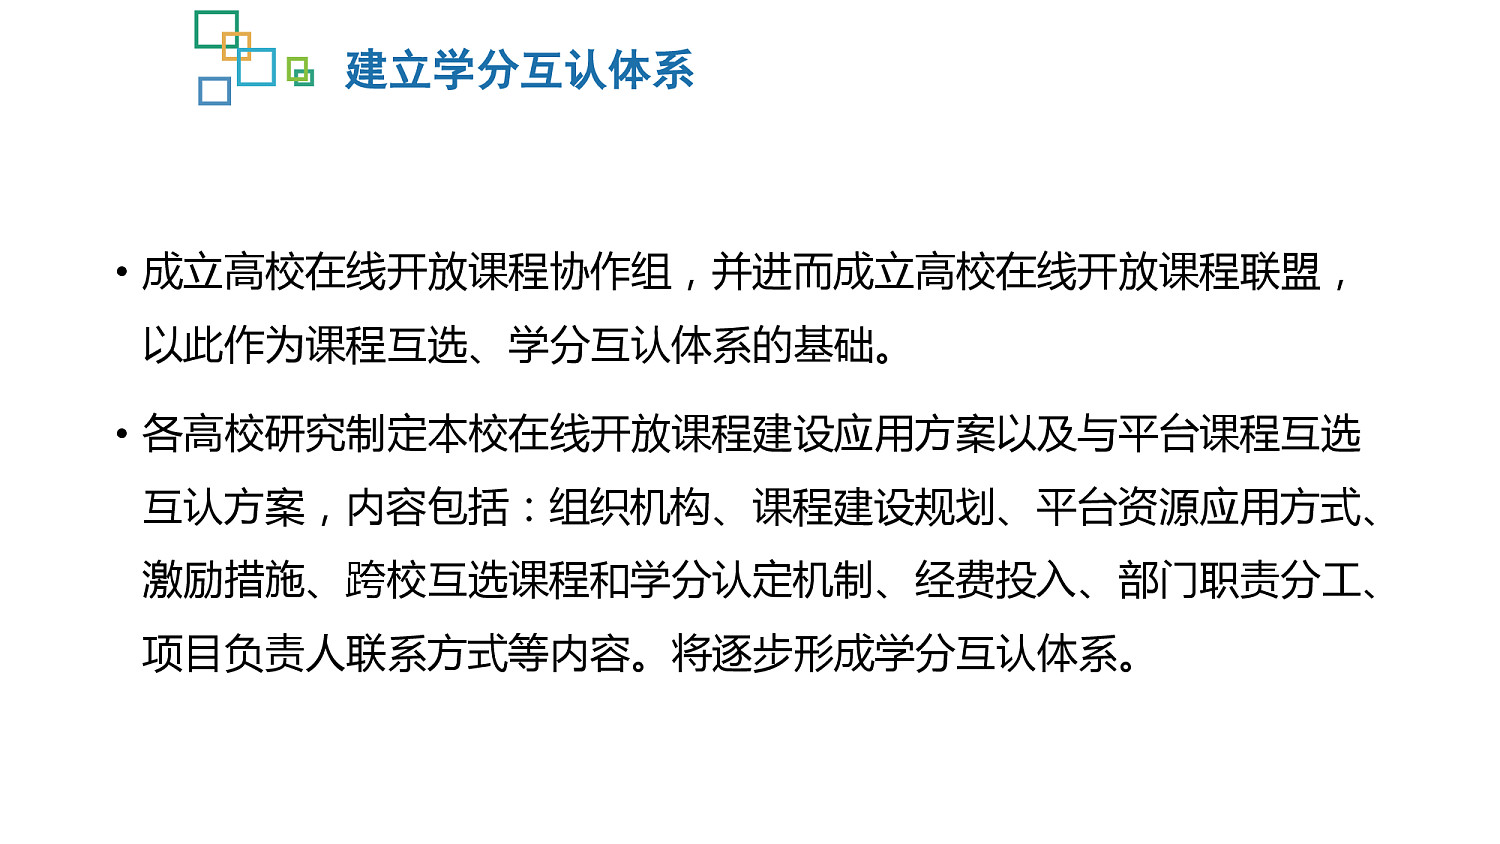 建立学分互认体系
• 成立高校在线开放课程协作组，并进而成立高校在线开放课程联盟，
以此作为课程互选、学分互认体系的基础。
• 各高校研究制定本校在线开放课程建设应用方案以及与平台课程互选
互认方案，内容包括：组织机构、课程建设规划、平台资源应用方式、
激励措施、跨校互选课程和学分认定机制、经费投入、部门职责分工、
项目负责人联系方式等内容。将逐步形成学分互认体系。